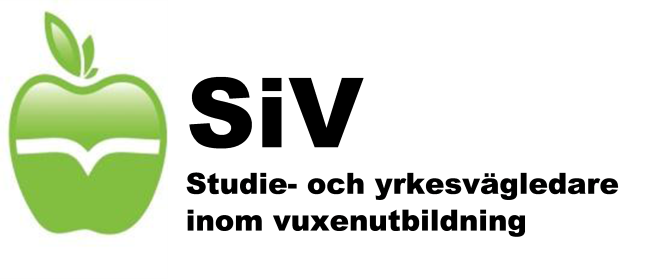 SiV
Studie- och yrkesvägledare
inom vuxenutbildning